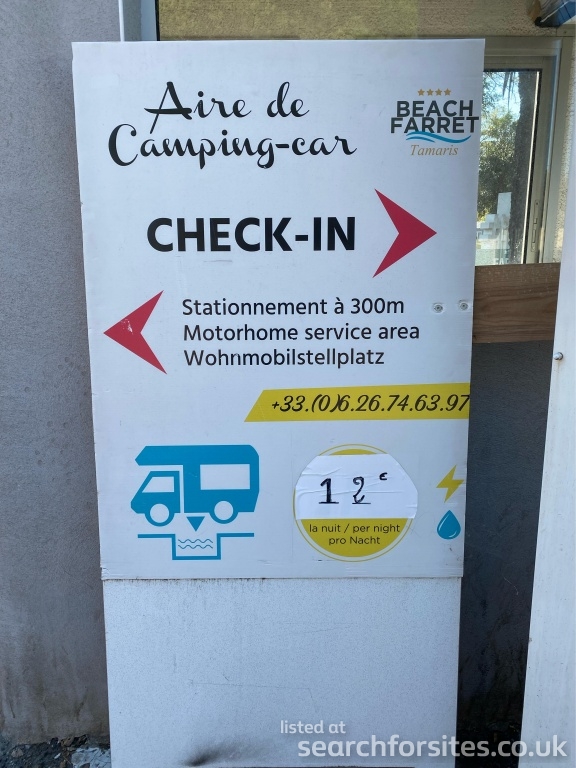 Aire de
Camping-car
BEACH
FARRET
Tamaris
CHECK-IN
Stationnement à 300m
Motorhome service area
Wohnmobilstellplatz
+33.(0)6.26.74.63.97
12€
la nuit / per night
pro Nacht
listed at
searchforsites.co.uk